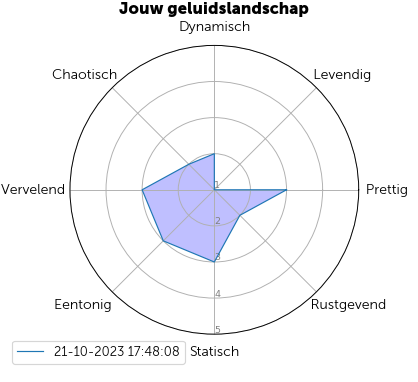 Jouw geluidslandschap
Dynamisch
Chaotisch
Levendig
Vervelend
1
Prettig
2
3
Eentonig
4
Rustgevend
5
21-10-2023 17:48:08
Statisch